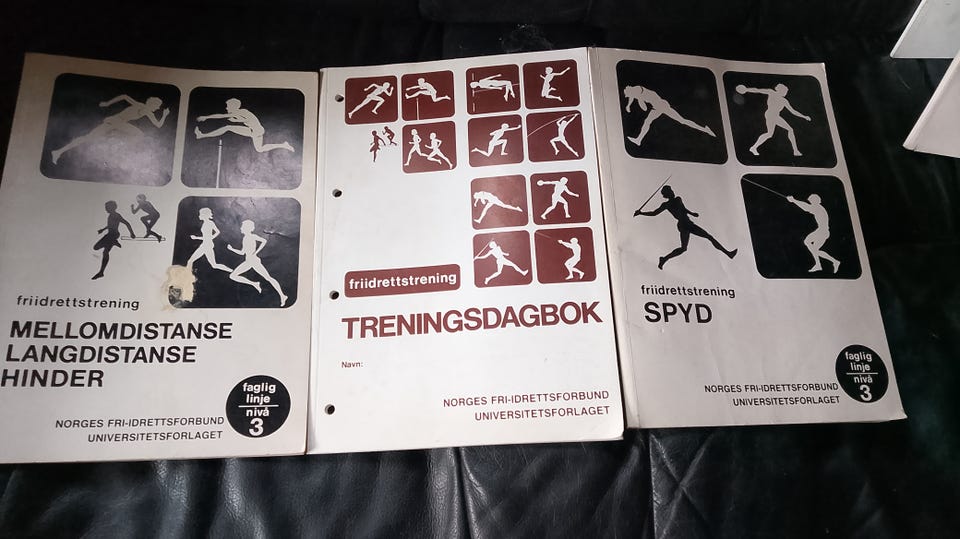 friidrettstrening
MELLOMDISTANSE
LANGDISTANSE
HINDER
faglig
linje
nivå
3
NORGES FRI-IDRETTSFORBUND
UNIVERSITETSFORLAGET
friidrettstrening
TRENINGSDAGBOK
Navn:
NORGES FRI-IDRETTSFORBUND
UNIVERSITETSFORLAGET
friidrettstrening
SPYD
faglig
linje
nivå
3
NORGES FRI-IDRETTSFORBUND
UNIVERSITETSFORLAGET